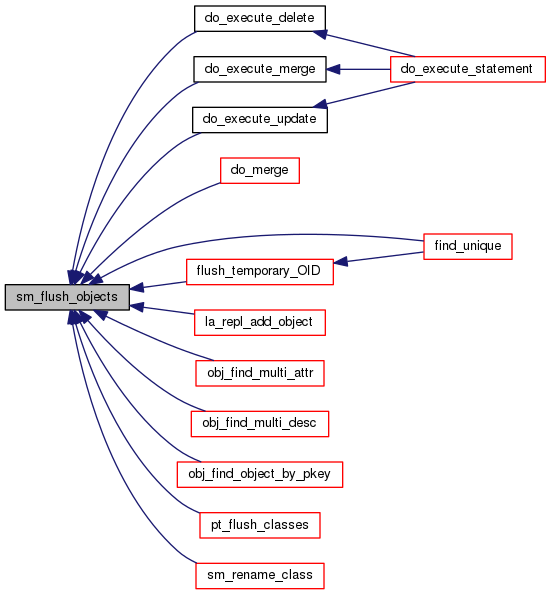 do_execute_delete
do_execute_merge
do_execute_statement
do_execute_update
do_merge
find_unique
flush_temporary_OID
sm_flush_objects
la_repl_add_object
obj_find_multi_attr
obj_find_multi_desc
obj_find_object_by_pkey
pt_flush_classes
sm_rename_class